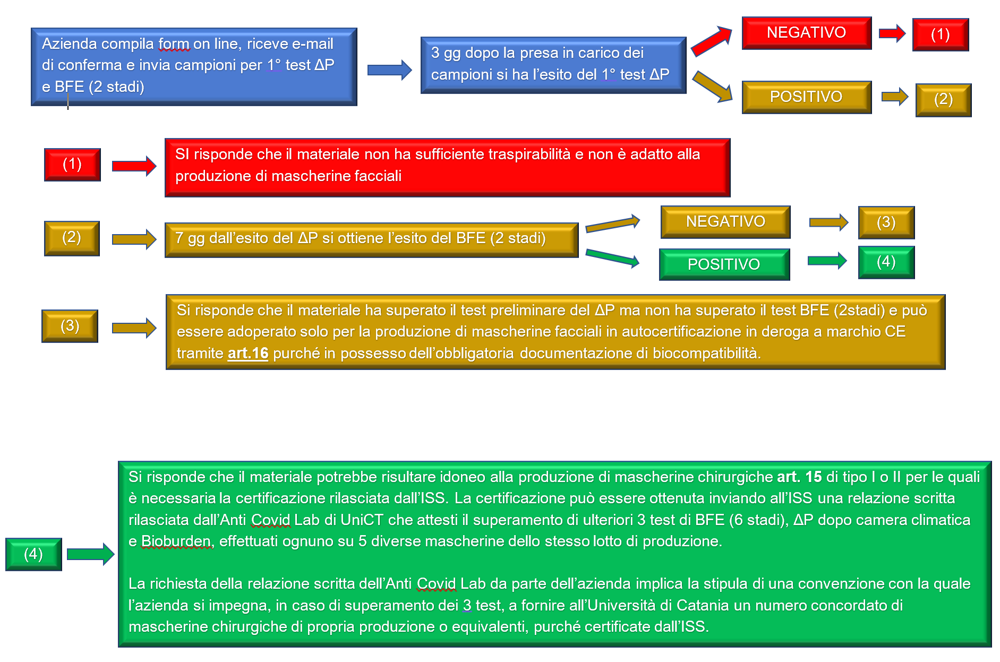 Azienda compila form on line, riceve e-mail
di conferma e invia campioni per 1° test ΔP
e BFE (2 stadi)
3 gg dopo la presa in carico dei
campioni si ha l'esito del 1° test ΔP
NEGATIVO
(1)
POSITIVO
(2)
(1)
SI risponde che il materiale non ha sufficiente traspirabilità e non è adatto alla
produzione di mascherine facciali
(2)
7 gg dall'esito del ΔP si ottiene l'esito del BFE (2 stadi)
NEGATIVO
(3)
POSITIVO
(4)
(3)
Si risponde che il materiale ha superato il test preliminare del ΔP ma non ha superato il test BFE (2stadi) e può
essere adoperato solo per la produzione di mascherine facciali in autocertificazione in deroga a marchio CE
tramite art.16 purché in possesso dell'obbligatoria documentazione di biocompatibilità.
(4)
Si risponde che il materiale potrebbe risultare idoneo alla produzione di mascherine chirurgiche art. 15 di tipo I o II per le quali
è necessaria la certificazione rilasciata dall'ISS. La certificazione può essere ottenuta inviando all'ISS una relazione scritta
rilasciata dall'Anti Covid Lab di UniCT che attesti il superamento di ulteriori 3 test di BFE (6 stadi), ΔP dopo camera climatica
e Bioburden, effettuati ognuno su 5 diverse mascherine dello stesso lotto di produzione.
La richiesta della relazione scritta dell'Anti Covid Lab da parte dell'azienda implica la stipula di una convenzione con la quale
l'azienda si impegna, in caso di superamento dei 3 test, a fornire all'Università di Catania un numero concordato di
mascherine chirurgiche di propria produzione o equivalenti, purché certificate dall'ISS.